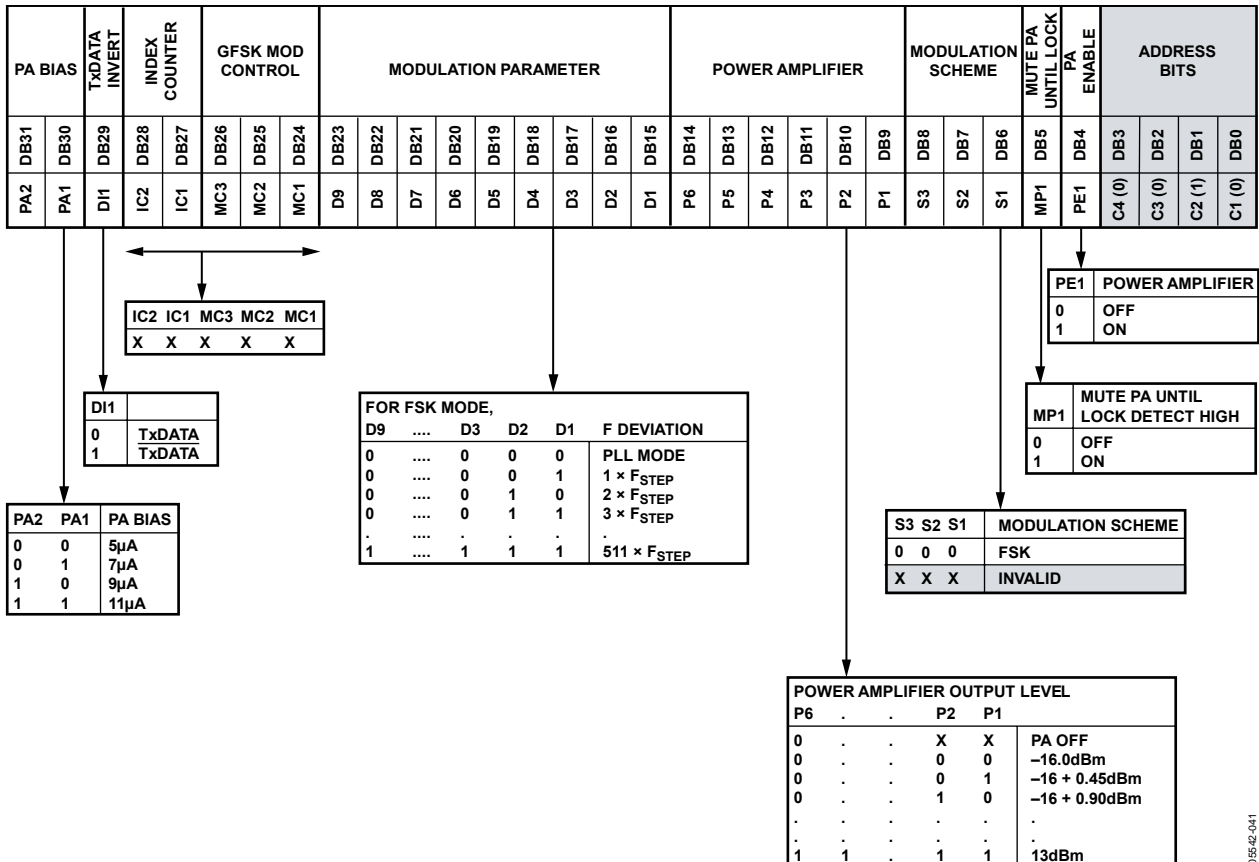 PA BIAS
TxDATA
INVERT
INDEX
COUNTER
GFSK MOD
CONTROL
MODULATION PARAMETER
POWER AMPLIFIER
MODULATION
SCHEME
MUTE PA
UNTIL LOCK
PA
ENABLE
ADDRESS
BITS
DB31 DB30 DB29 DB28 DB27 DB26 DB25 DB24 DB23 DB22 DB21 DB20 DB19 DB18 DB17 DB16 DB15 DB14 DB13 DB12 DB11 DB10 DB9 DB8 DB7 DB6 DB5 DB4 DB3 DB2 DB1 DB0
PA2 PA1 DI1 IC2 IC1 MC3 MC2 MC1 D9 D8 D7 D6 D5 D4 D3 D2 D1 P6 P5 P4 P3 P2 P1 S3 S2 S1 MP1 PE1 C4 (0) C3 (0) C2 (1) C1 (0)
PE1 POWER AMPLIFIER
0 OFF
1 ON
IC2 IC1 MC3 MC2 MC1
X X X X X
MP1 MUTE PA UNTIL
LOCK DETECT HIGH
0 OFF
1 ON
DI1
0 TxDATA
1 TxDATA
FOR FSK MODE,
D9 .... D3 D2 D1 F DEVIATION
0 .... 0 0 0 PLL MODE
0 .... 0 0 1 1 × FSTEP
0 .... 0 1 0 2 × FSTEP
0 .... 0 1 1 3 × FSTEP
. .... . . . .
1 .... 1 1 1 511 × FSTEP
PA2 PA1 PA BIAS
0 0 5µA
0 1 7µA
1 0 9µA
1 1 11µA
S3 S2 S1 MODULATION SCHEME
0 0 0 FSK
X X X INVALID
POWER AMPLIFIER OUTPUT LEVEL
P6 . . P2 P1
0 . . X X PA OFF
0 . . 0 0 –16.0dBm
0 . . 0 1 –16 + 0.45dBm
0 . . 1 0 –16 + 0.90dBm
. . . . . .
. . . . . .
1 1 . 1 1 13dBm
05542-041